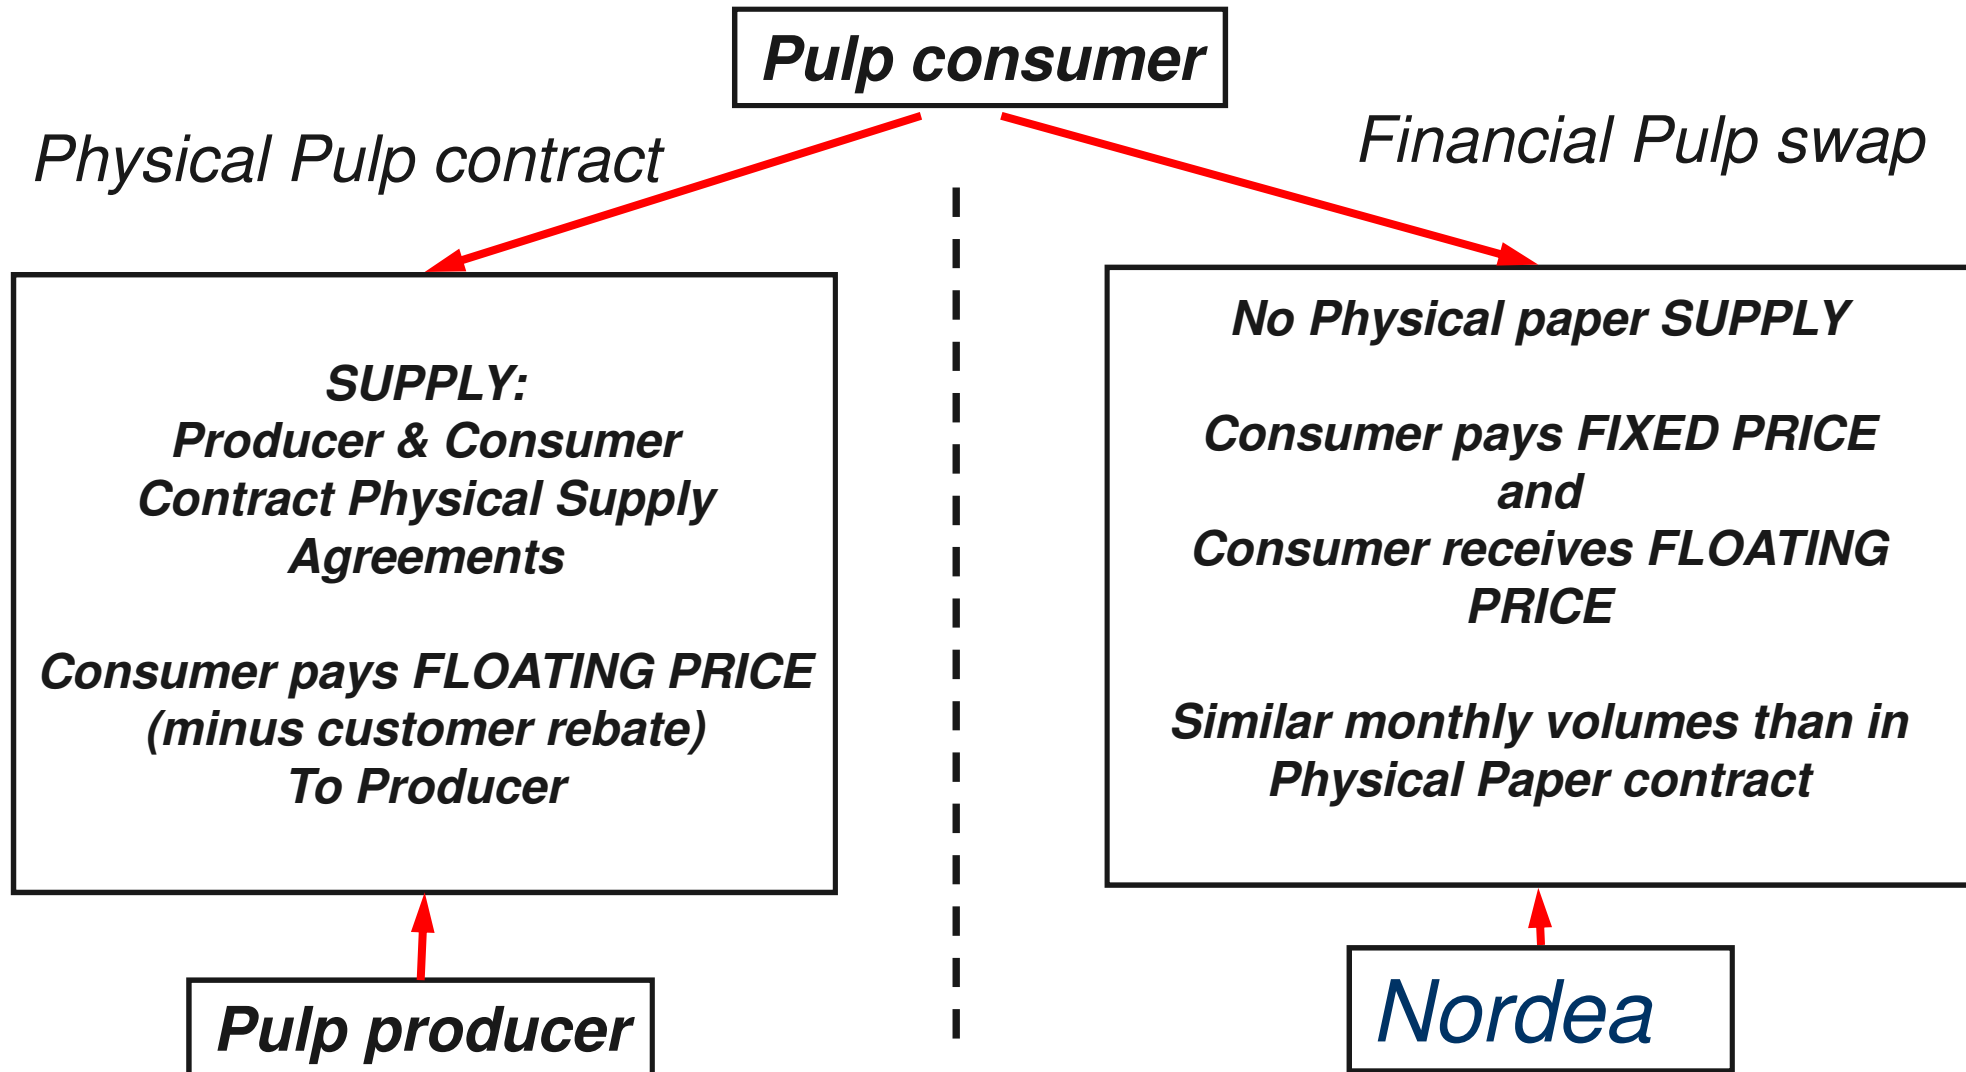 Pulp consumer
Physical Pulp contract
Financial Pulp swap
SUPPLY:
Producer & Consumer
Contract Physical Supply
Agreements
Consumer pays FLOATING PRICE
(minus customer rebate)
To Producer
No Physical paper SUPPLY
Consumer pays FIXED PRICE
and
Consumer receives FLOATING
PRICE
Similar monthly volumes than in
Physical Paper contract
Pulp producer
Nordea